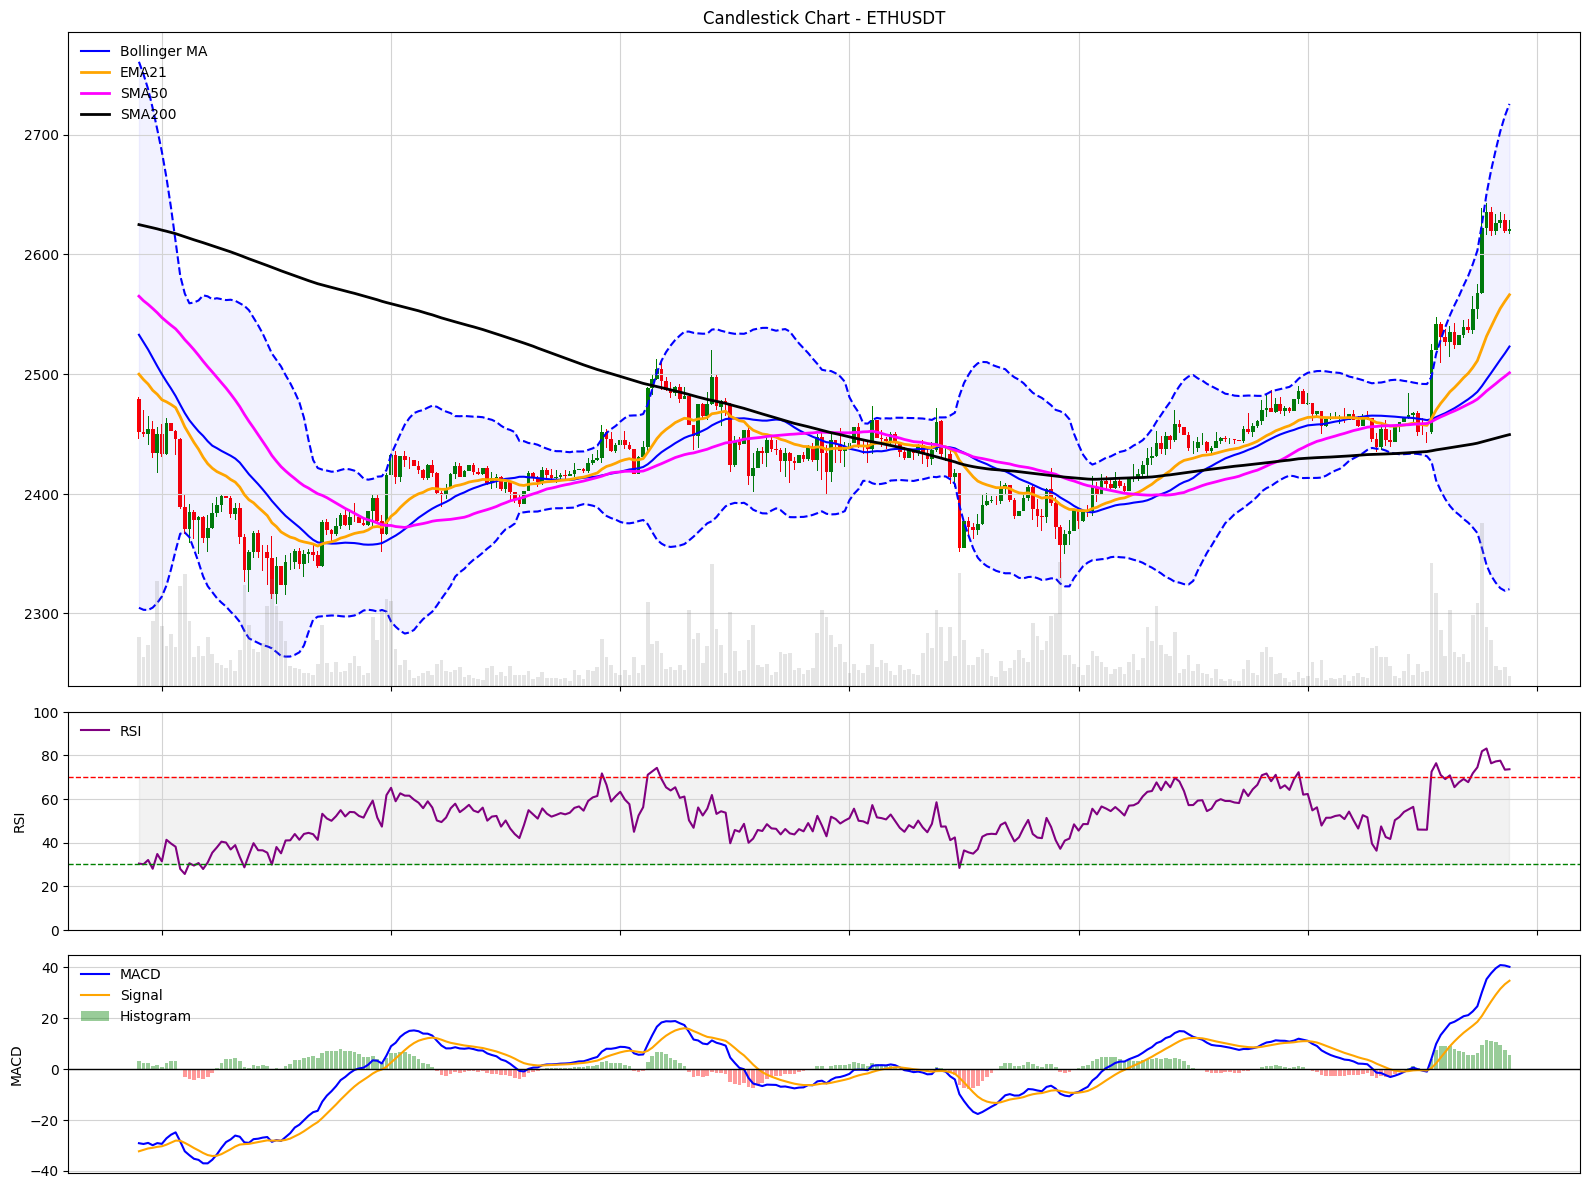 Candlestick Chart - ETHUSDT
Bollinger MA
EMA21
SMA50
SMA200
2700
2600
2500
2400
2300
RSI
100
80
60
40
20
0
RSI
MACD
Signal
Histogram
40
20
0
−20
−40
MACD